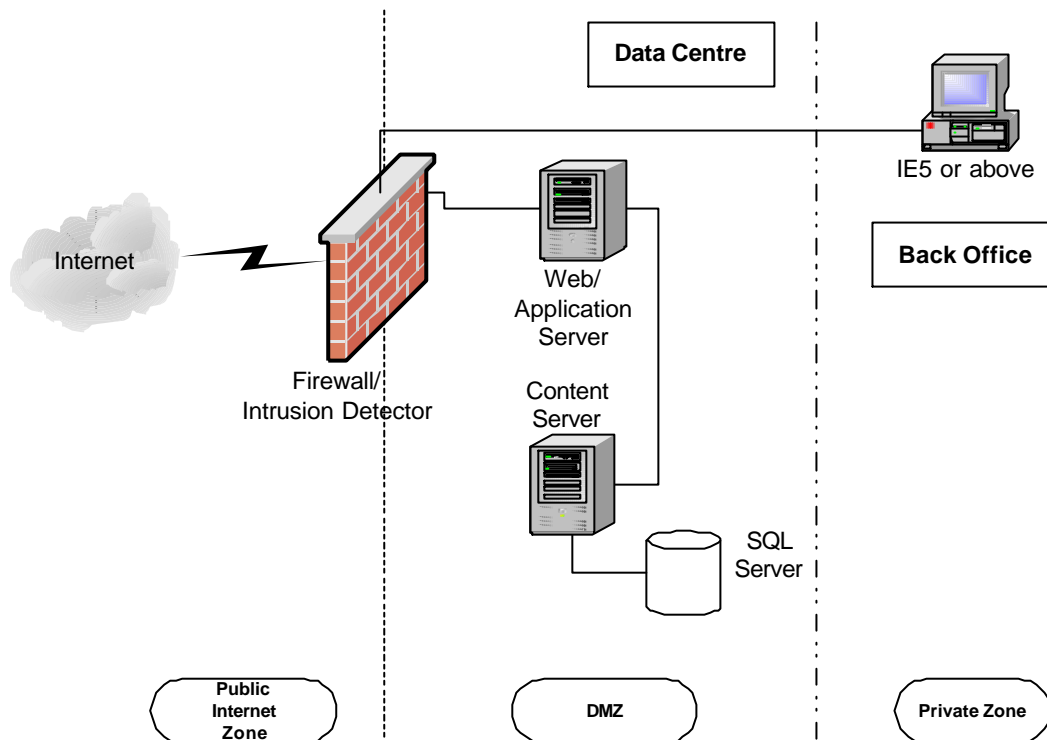 Data Centre
IE5 or above
Internet
Back Office
Web/
Application
Server
Firewall/
Intrusion Detector
Content
Server
SQL
Server
Public
Internet
Zone
DMZ
Private Zone